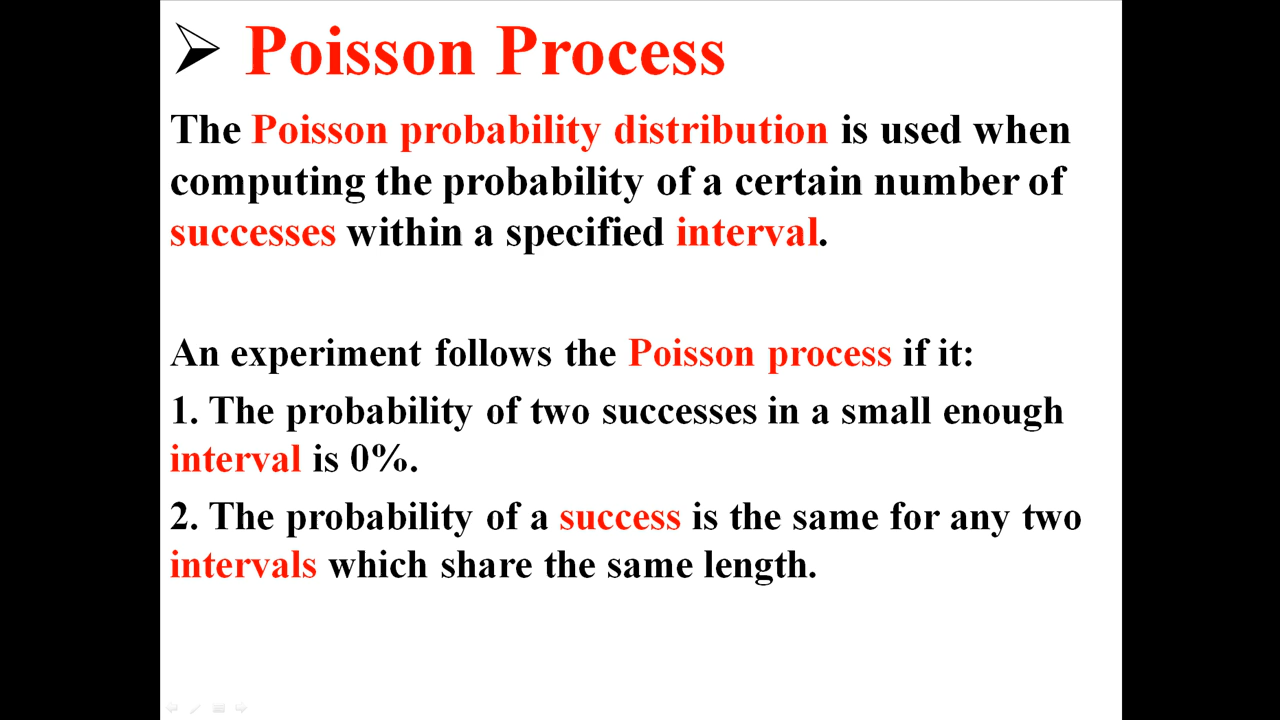 Poisson Process
The Poisson probability distribution is used when
computing the probability of a certain number of
successes within a specified interval.
An experiment follows the Poisson process if it:
1. The probability of two successes in a small enough
interval is 0%.
2. The probability of a success is the same for any two
intervals which share the same length.